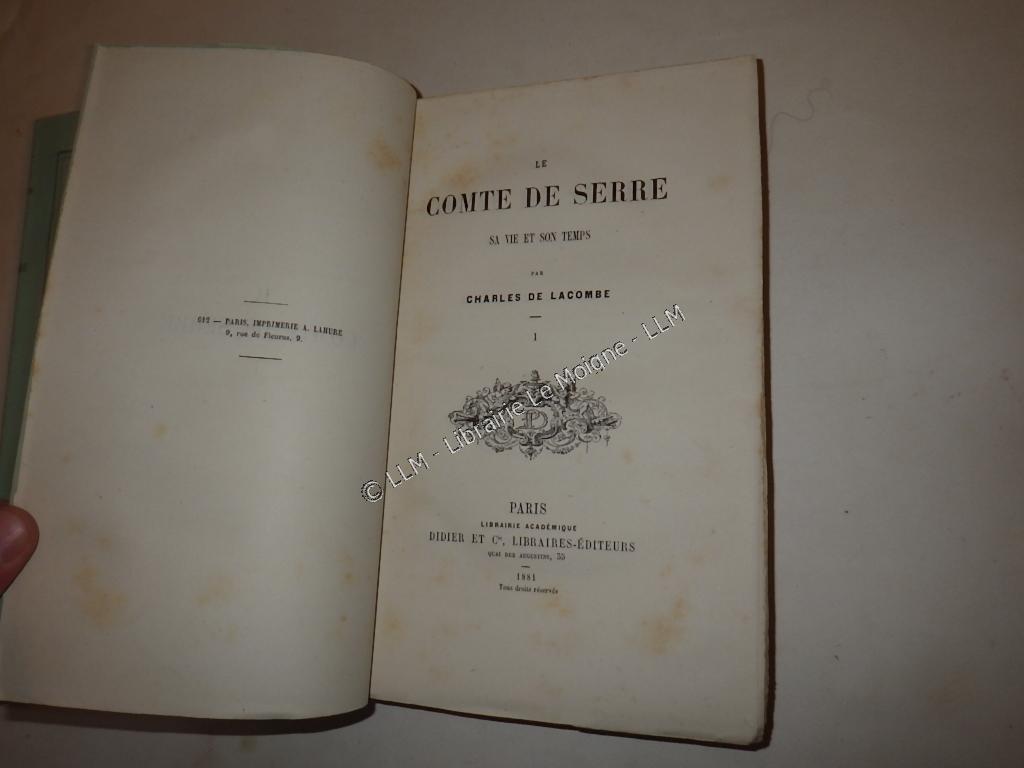 612 — PARIS, IMPRIMERIE A. LAHURE
9, rue de Fleurus, 9.
LE
COMTE DE SERRE
SA VIE ET SON TEMPS
PAR
CHARLES DE LACOMBE
I
D
PARIS
LIBRAIRIE ACADÉMIQUE
DIDIER ET Cie, LIBRAIRES-ÉDITEURS
QUAI DES AUGUSTINS, 35
1881
Tous droits réservés
© LLM - Librairie Le Moigne - LLM